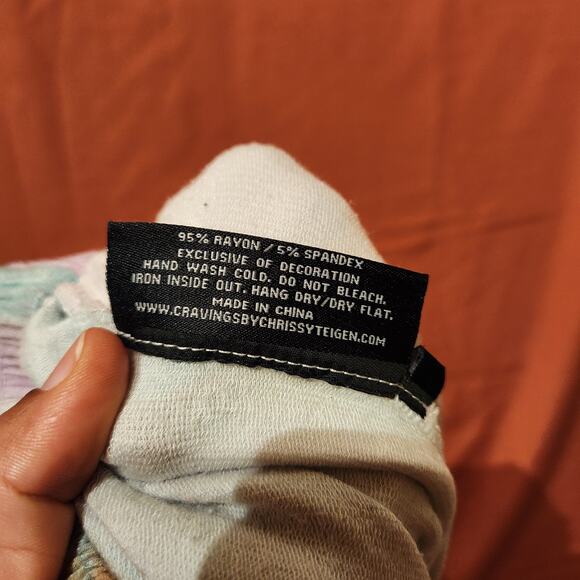 95% RAYON / 5% SPANDEX
EXCLUSIVE OF DECORATION
HAND WASH COLD. DO NOT BLEACH.
IRON INSIDE OUT. HANG DRY/DRY FLAT.
MADE IN CHINA
WWW.CRAVINGSBYCHRISSYTEIGEN.COM